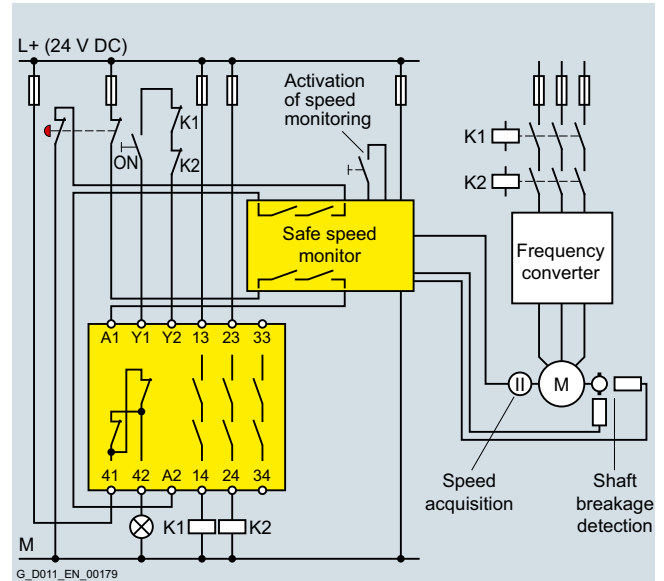 L+ (24 V DC)
Activation
of speed
monitoring
K1
K2
ON
K1
K2
Safe speed
monitor
Frequency
converter
A1 Y1 Y2 13 23 33
M
41 42 A2 14 24 34
K1 K2
Speed
acquisition
Shaft
breakage
detection
M
G_D011_EN_00179